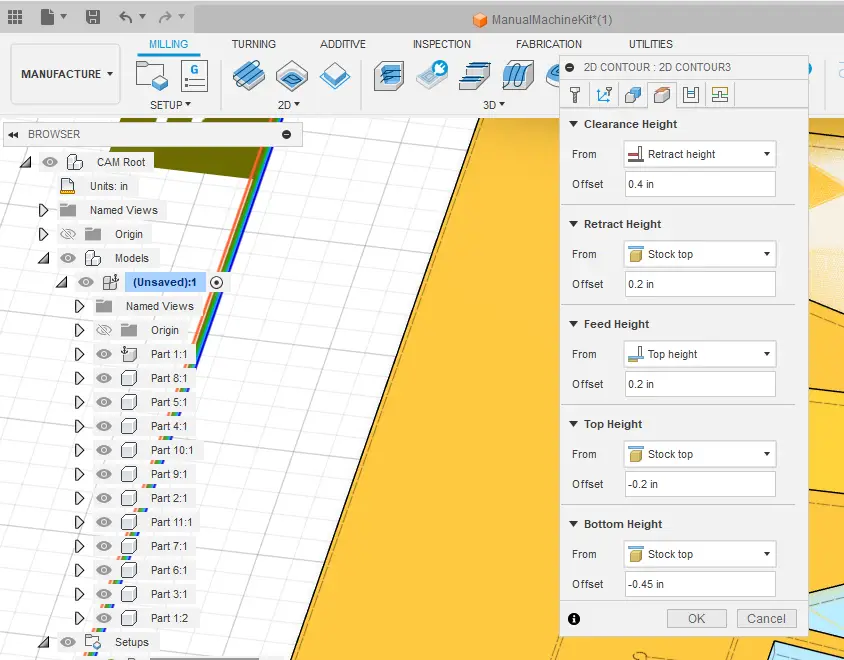 ManualMachineKit*(1)
MILLING TURNING ADDITIVE INSPECTION FABRICATION UTILITIES
MANUFACTURE
G
SETUP 2D 3D
BROWSER
CAM Root
Units: in
Named Views
Origin
Models
(Unsaved):1
Named Views
Origin
Part 1:1
Part 8:1
Part 5:1
Part 4:1
Part 10:1
Part 9:1
Part 2:1
Part 11:1
Part 7:1
Part 6:1
Part 3:1
Part 1:2
Setups
2D CONTOUR : 2D CONTOUR3
Clearance Height
From Retract height
Offset 0.4 in
Retract Height
From Stock top
Offset 0.2 in
Feed Height
From Top height
Offset 0.2 in
Top Height
From Stock top
Offset -0.2 in
Bottom Height
From Stock top
Offset -0.45 in
OK Cancel